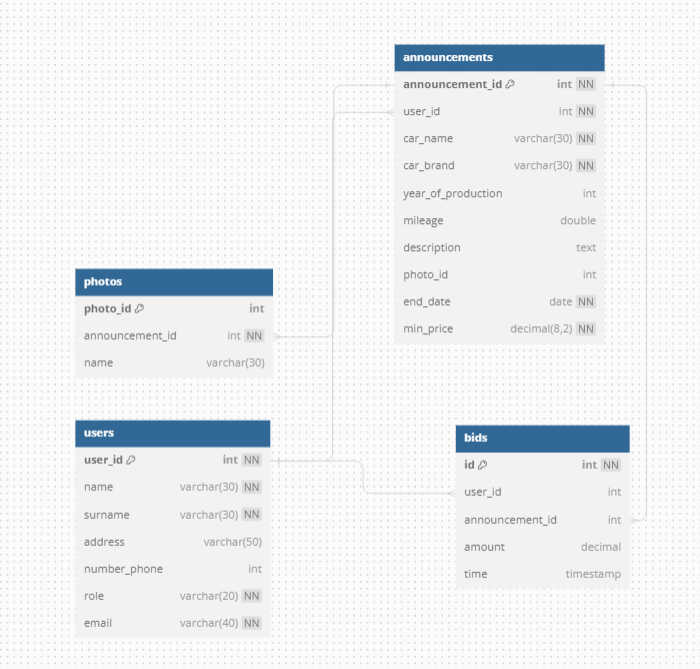 announcements
announcement_id int NN
user_id int NN
car_name varchar(30) NN
car_brand varchar(30) NN
year_of_production int
mileage double
description text
photo_id int
end_date date NN
min_price decimal(8,2) NN
photos
photo_id int
announcement_id int NN
name varchar(30)
users
user_id int NN
name varchar(30) NN
surname varchar(30) NN
address varchar(50)
number_phone int
role varchar(20) NN
email varchar(40) NN
bids
id int NN
user_id int
announcement_id int
amount decimal
time timestamp